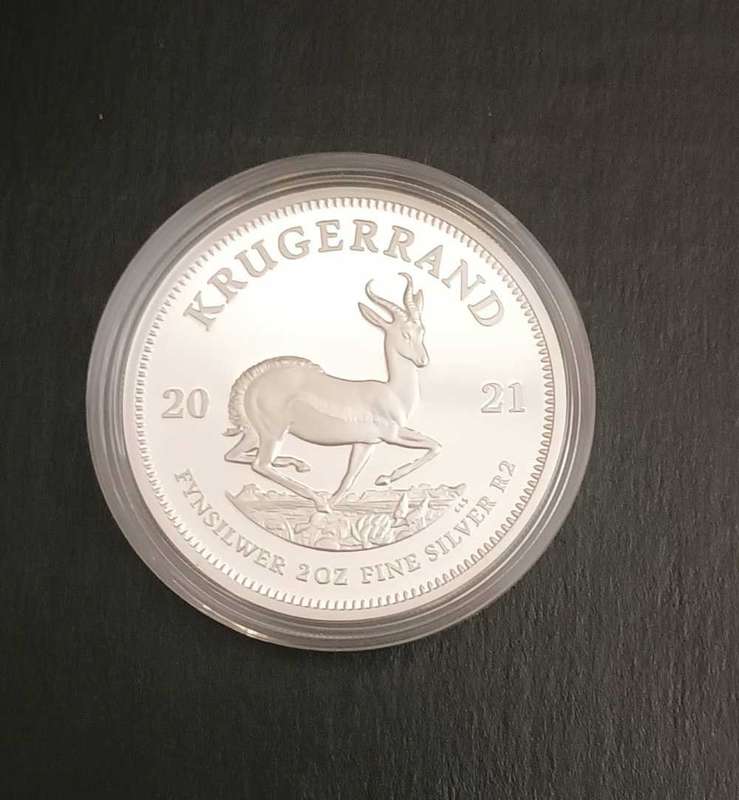 KRUGERRAND
20 21
FYNSILWER 2OZ FINE SILVER R2